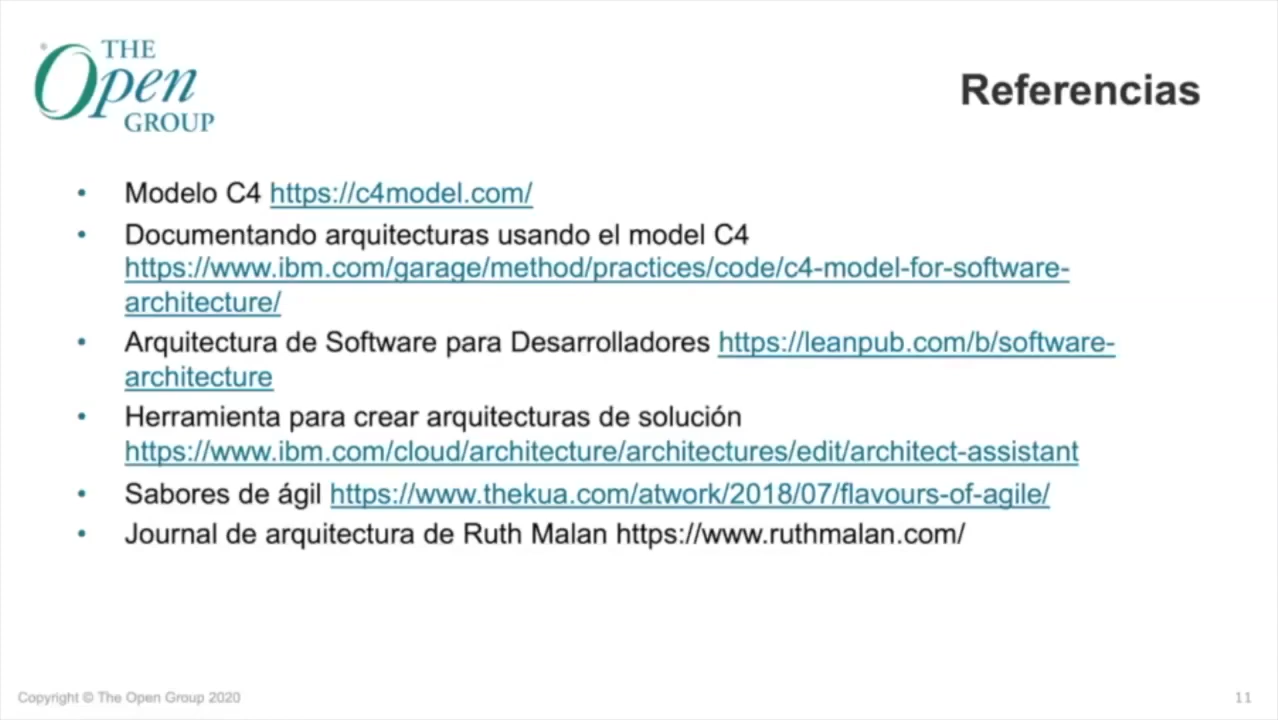 THE
Open
GROUP
Referencias
• Modelo C4 https://c4model.com/
• Documentando arquitecturas usando el model C4
https://www.ibm.com/garage/method/practices/code/c4-model-for-software-
architecture/
• Arquitectura de Software para Desarrolladores https://leanpub.com/b/software-
architecture
• Herramienta para crear arquitecturas de solución
https://www.ibm.com/cloud/architecture/architectures/edit/architect-assistant
• Sabores de ágil https://www.thekua.com/atwork/2018/07/flavours-of-agile/
• Journal de arquitectura de Ruth Malan https://www.ruthmalan.com/
Copyright © The Open Group 2020
11